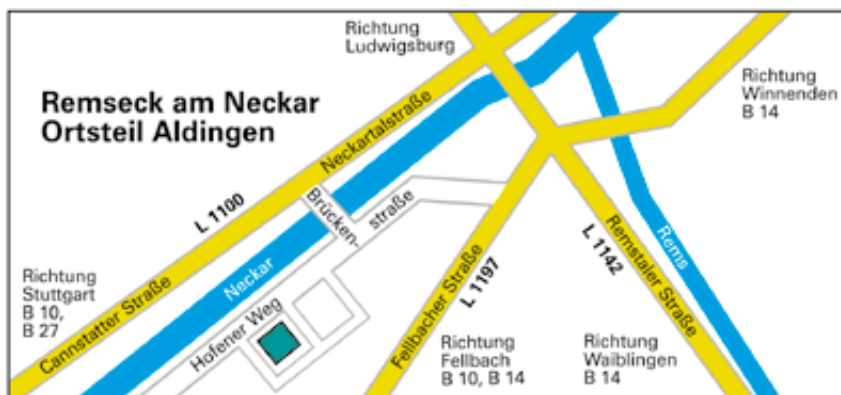 Richtung
Ludwigsburg
Remseck am Neckar
Ortsteil Aldingen
Richtung
Winnenden
B 14
Neckartalstraße
L 1100
Brücken-
straße
Neckar
Richtung
Stuttgart
B 10,
B 27
Cannstatter Straße
Hofener Weg
Fellbacher Straße
L 1197
Richtung
Fellbach
B 10, B 14
L 1142
Remstaler Straße
Rems
Richtung
Waiblingen
B 14